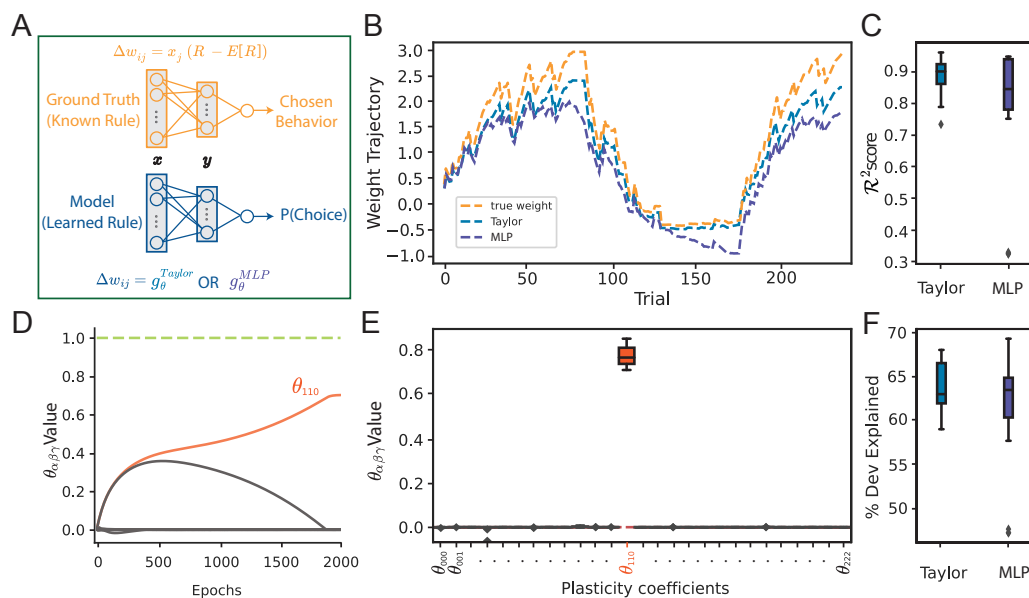 A
Δw_ij = x_j (R − E[R])
Ground Truth
(Known Rule)
Chosen
Behavior
x
y
Model
(Learned Rule)
P(Choice)
Δw_ij = g_θ^Taylor OR g_θ^MLP
B
Weight Trajectory
3.0
2.5
2.0
1.5
1.0
0.5
0.0
−0.5
−1.0
true weight
Taylor
MLP
0
50
100
150
200
Trial
C
R² score
0.9
0.8
0.7
0.6
0.5
0.4
0.3
Taylor
MLP
D
θ_αβγ Value
1.0
0.8
0.6
0.4
0.2
0.0
θ_110
0
500
1000
1500
2000
Epochs
E
θ_αβγ Value
0.8
0.6
0.4
0.2
0.0
θ_000
θ_001
θ_110
θ_222
Plasticity coefficients
F
% Dev Explained
70
65
60
55
50
Taylor
MLP